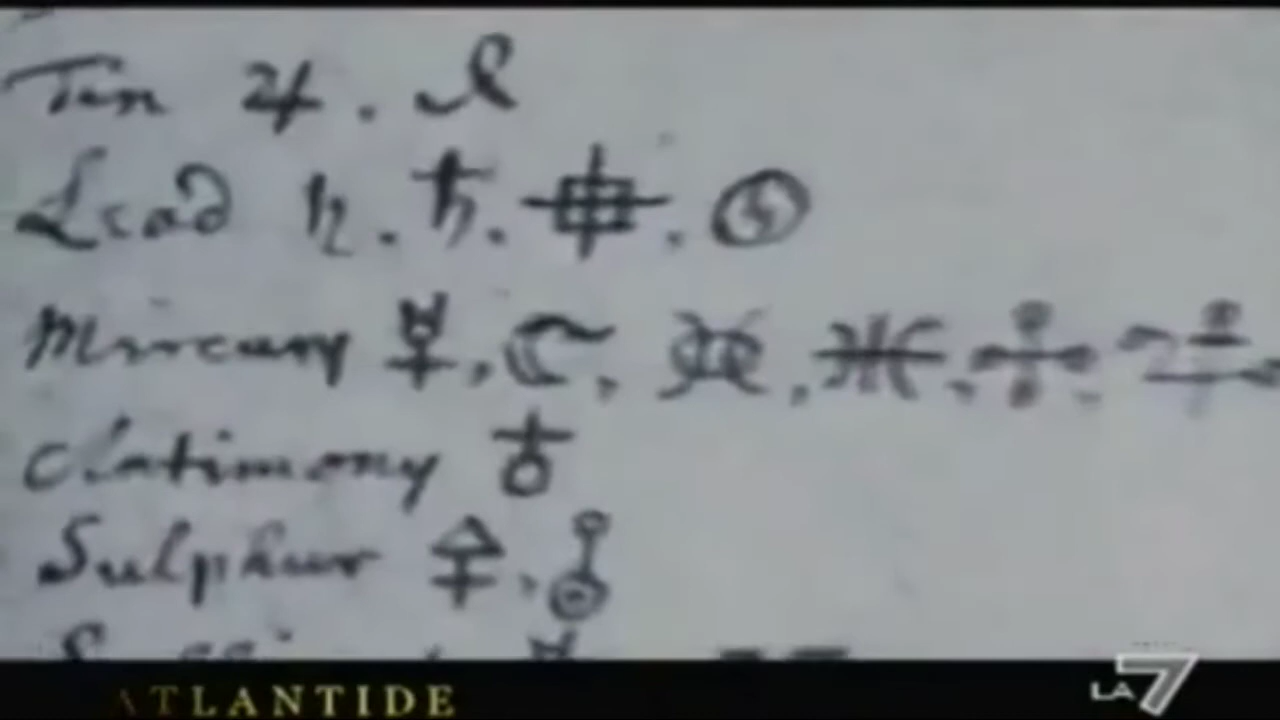 Tin ♃.
Lead ♄. ♄.
Mercury ☿,
Antimony ♁
Sulphur 🜍,
ATLANTIDE
LA7